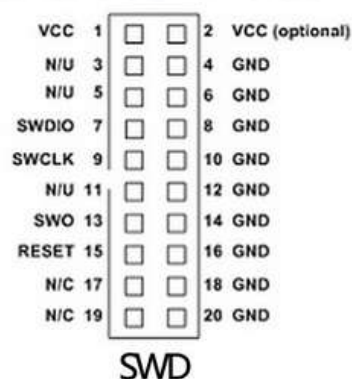 VCC 1 2 VCC (optional)
N/U 3 4 GND
N/U 5 6 GND
SWDIO 7 8 GND
SWCLK 9 10 GND
N/U 11 12 GND
SWO 13 14 GND
RESET 15 16 GND
N/C 17 18 GND
N/C 19 20 GND
SWD